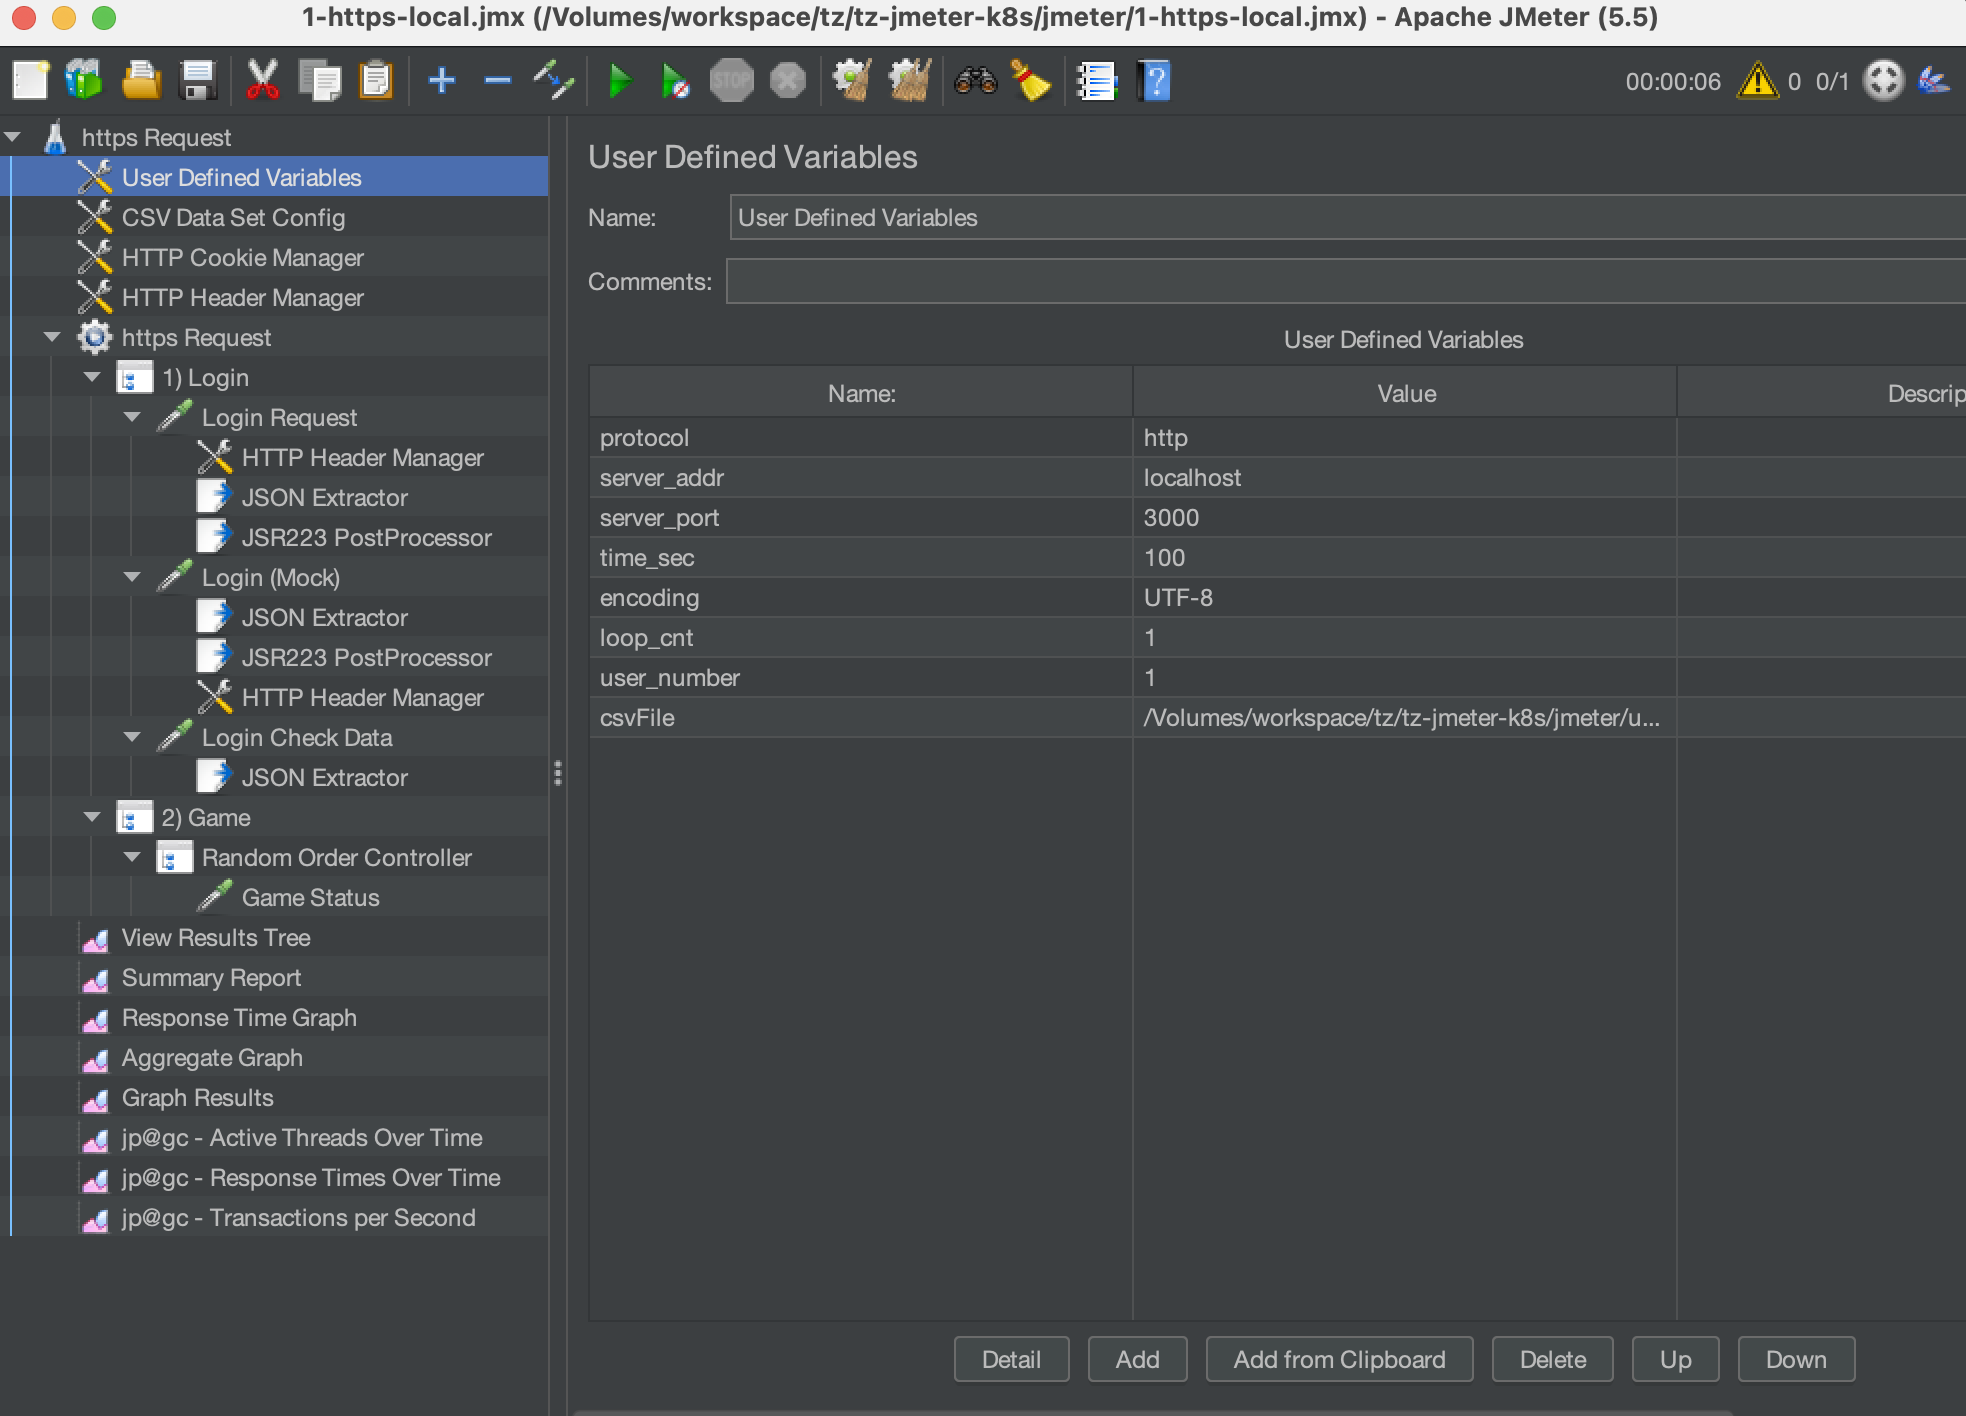 1-https-local.jmx (/Volumes/workspace/tz/tz-jmeter-k8s/jmeter/1-https-local.jmx) - Apache JMeter (5.5)
STOP
00:00:06 0 0/1
https Request
User Defined Variables
CSV Data Set Config
HTTP Cookie Manager
HTTP Header Manager
https Request
1) Login
Login Request
HTTP Header Manager
JSON Extractor
JSR223 PostProcessor
Login (Mock)
JSON Extractor
JSR223 PostProcessor
HTTP Header Manager
Login Check Data
JSON Extractor
2) Game
Random Order Controller
Game Status
View Results Tree
Summary Report
Response Time Graph
Aggregate Graph
Graph Results
jp@gc - Active Threads Over Time
jp@gc - Response Times Over Time
jp@gc - Transactions per Second
User Defined Variables
Name: User Defined Variables
Comments:
User Defined Variables
Name: Value Descrip
protocol http
server_addr localhost
server_port 3000
time_sec 100
encoding UTF-8
loop_cnt 1
user_number 1
csvFile /Volumes/workspace/tz/tz-jmeter-k8s/jmeter/u...
Detail Add Add from Clipboard Delete Up Down